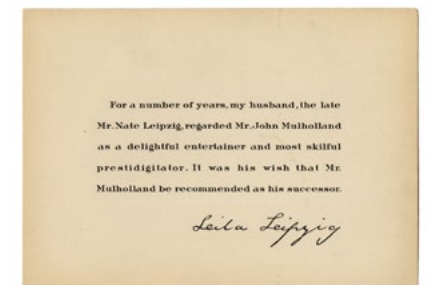 For a number of years, my husband, the late
Mr. Nate Leipzig, regarded Mr. John Mulholland
as a delightful entertainer and most skilful
prestidigitator. It was his wish that Mr.
Mulholland be recommended as his successor.
Leila Leipzig